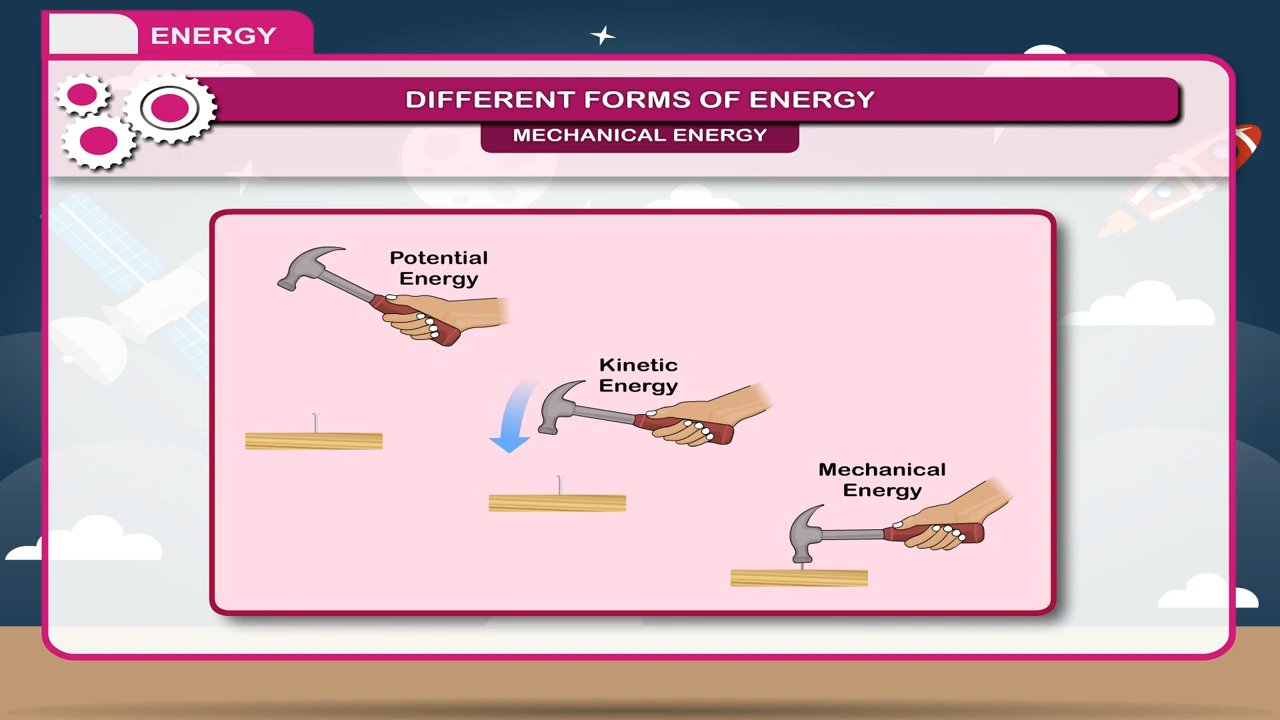 ENERGY
DIFFERENT FORMS OF ENERGY
MECHANICAL ENERGY
Potential
Energy
Kinetic
Energy
Mechanical
Energy